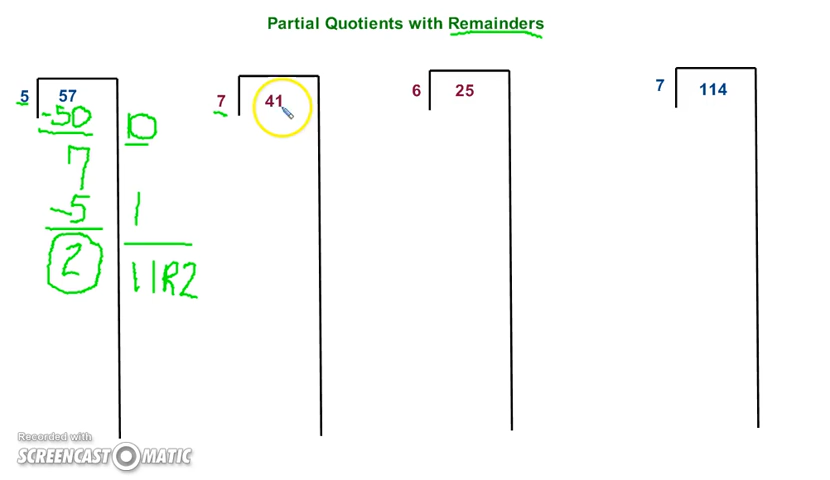 Partial Quotients with Remainders
5 57
-50 10
7
-5 1
2 11R2
7 41
6 25
7 114
Recorded with
SCREENCAST-O-MATIC